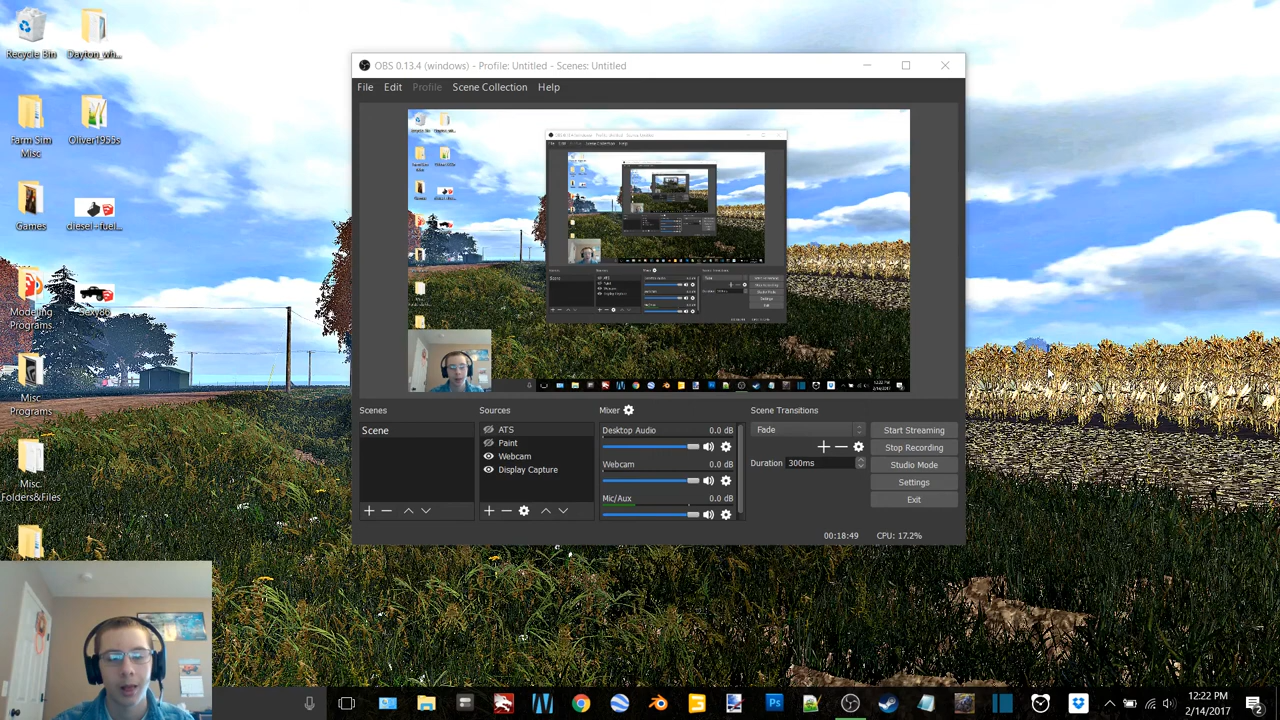 Recycle Bin
Dayton_wh...
Farm Sim Misc
Oliver1955s
Games
diesel-fuel...
Modeling Programs
Misc Programs
Misc. Folders&Files
OBS 0.13.4 (windows) - Profile: Untitled - Scenes: Untitled
File Edit Profile Scene Collection Help
Scenes
Scene
Sources
ATS
Paint
Webcam
Display Capture
Mixer
Desktop Audio 0.0 dB
Webcam 0.0 dB
Mic/Aux 0.0 dB
Scene Transitions
Fade
Duration 300ms
Start Streaming
Stop Recording
Studio Mode
Settings
Exit
00:18:49 CPU: 17.2%
12:22 PM
2/14/2017
2